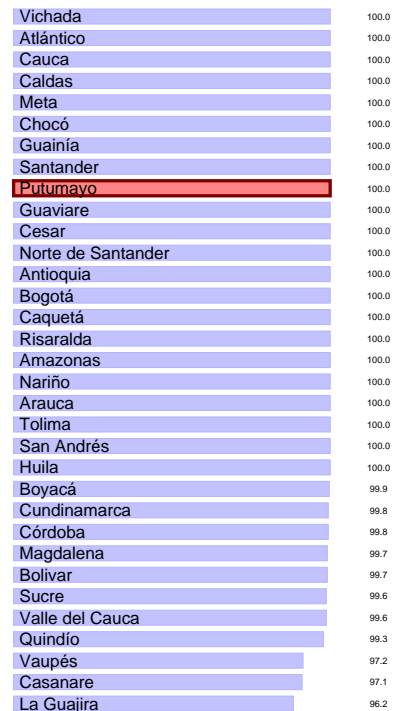 Vichada 100.0
Atlántico 100.0
Cauca 100.0
Caldas 100.0
Meta 100.0
Chocó 100.0
Guainía 100.0
Santander 100.0
Putumayo 100.0
Guaviare 100.0
Cesar 100.0
Norte de Santander 100.0
Antioquia 100.0
Bogotá 100.0
Caquetá 100.0
Risaralda 100.0
Amazonas 100.0
Nariño 100.0
Arauca 100.0
Tolima 100.0
San Andrés 100.0
Huila 100.0
Boyacá 99.9
Cundinamarca 99.8
Córdoba 99.8
Magdalena 99.7
Bolivar 99.7
Sucre 99.6
Valle del Cauca 99.6
Quindío 99.3
Vaupés 97.2
Casanare 97.1
La Guajira 96.2